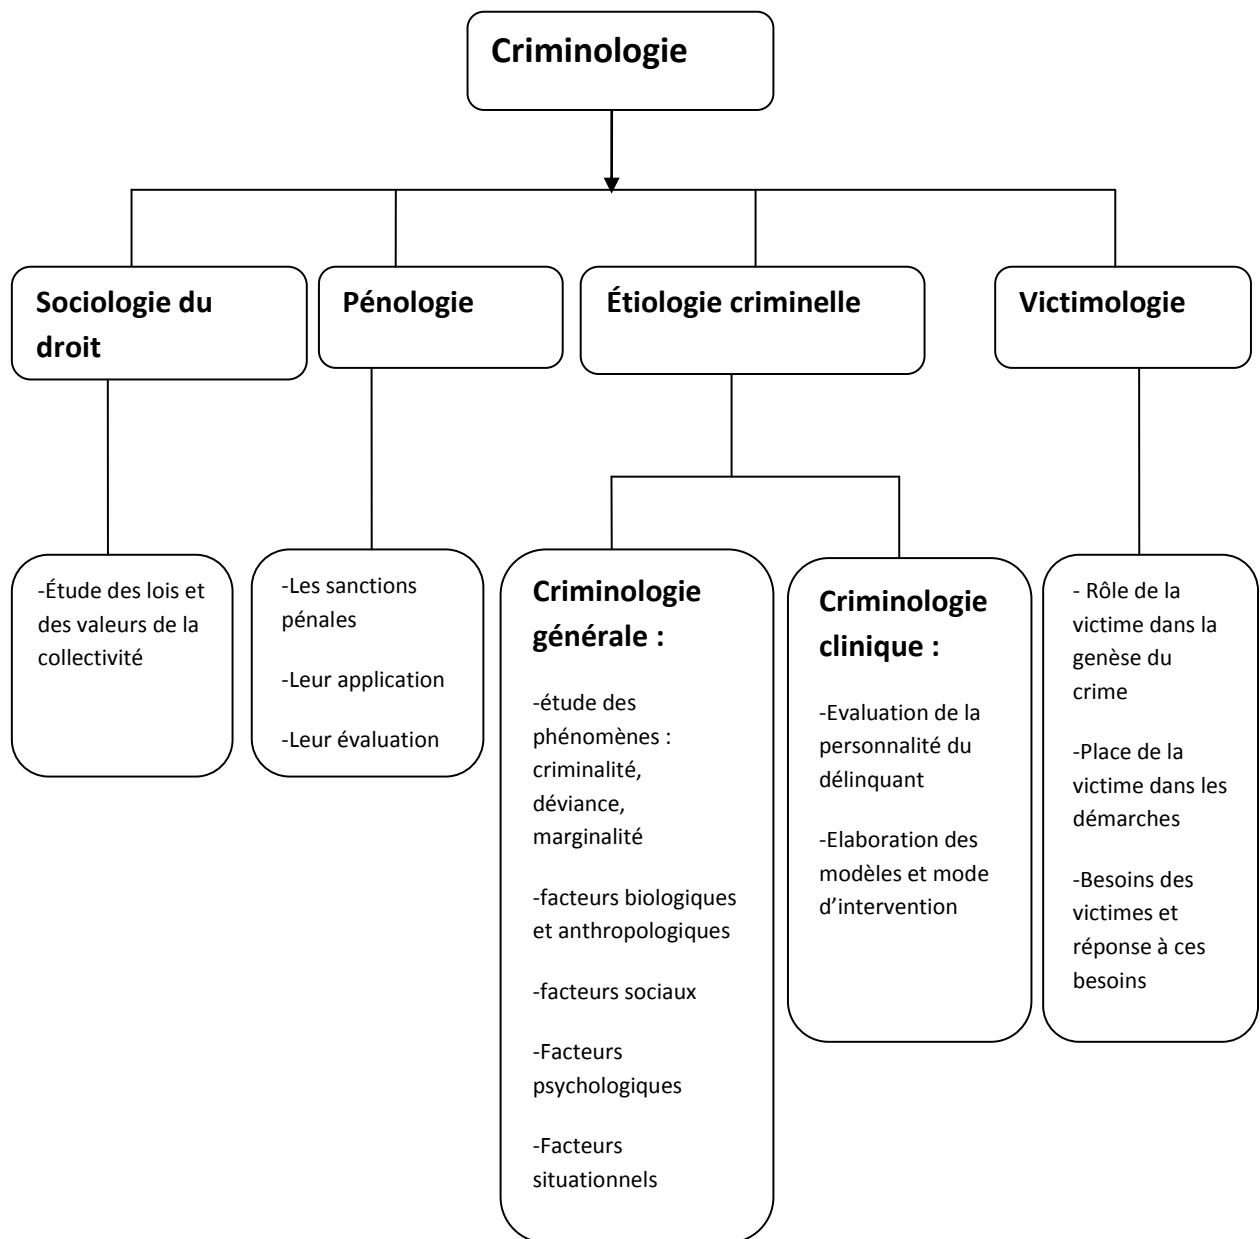 Criminologie
Sociologie du
droit
Pénologie
Étiologie criminelle
Victimologie
-Étude des lois et
des valeurs de la
collectivité
-Les sanctions
pénales
-Leur application
-Leur évaluation
Criminologie
générale :
-étude des
phénomènes :
criminalité,
déviance,
marginalité
-facteurs biologiques
et anthropologiques
-facteurs sociaux
-Facteurs
psychologiques
-Facteurs
situationnels
Criminologie
clinique :
-Evaluation de la
personnalité du
délinquant
-Elaboration des
modèles et mode
d’intervention
- Rôle de la
victime dans la
genèse du
crime
-Place de la
victime dans les
démarches
-Besoins des
victimes et
réponse à ces
besoins